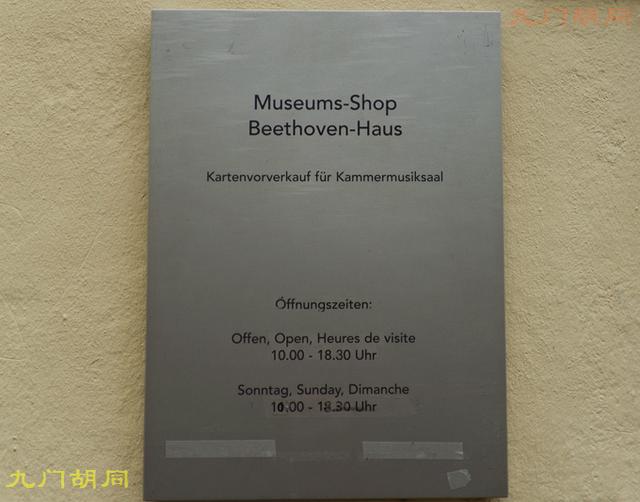 九门胡同
Museums-Shop
Beethoven-Haus
Kartenvorverkauf für Kammermusiksaal
Öffnungszeiten:
Offen, Open, Heures de visite
10.00 - 18.30 Uhr
Sonntag, Sunday, Dimanche
10.00 - 18.30 Uhr
九门胡同